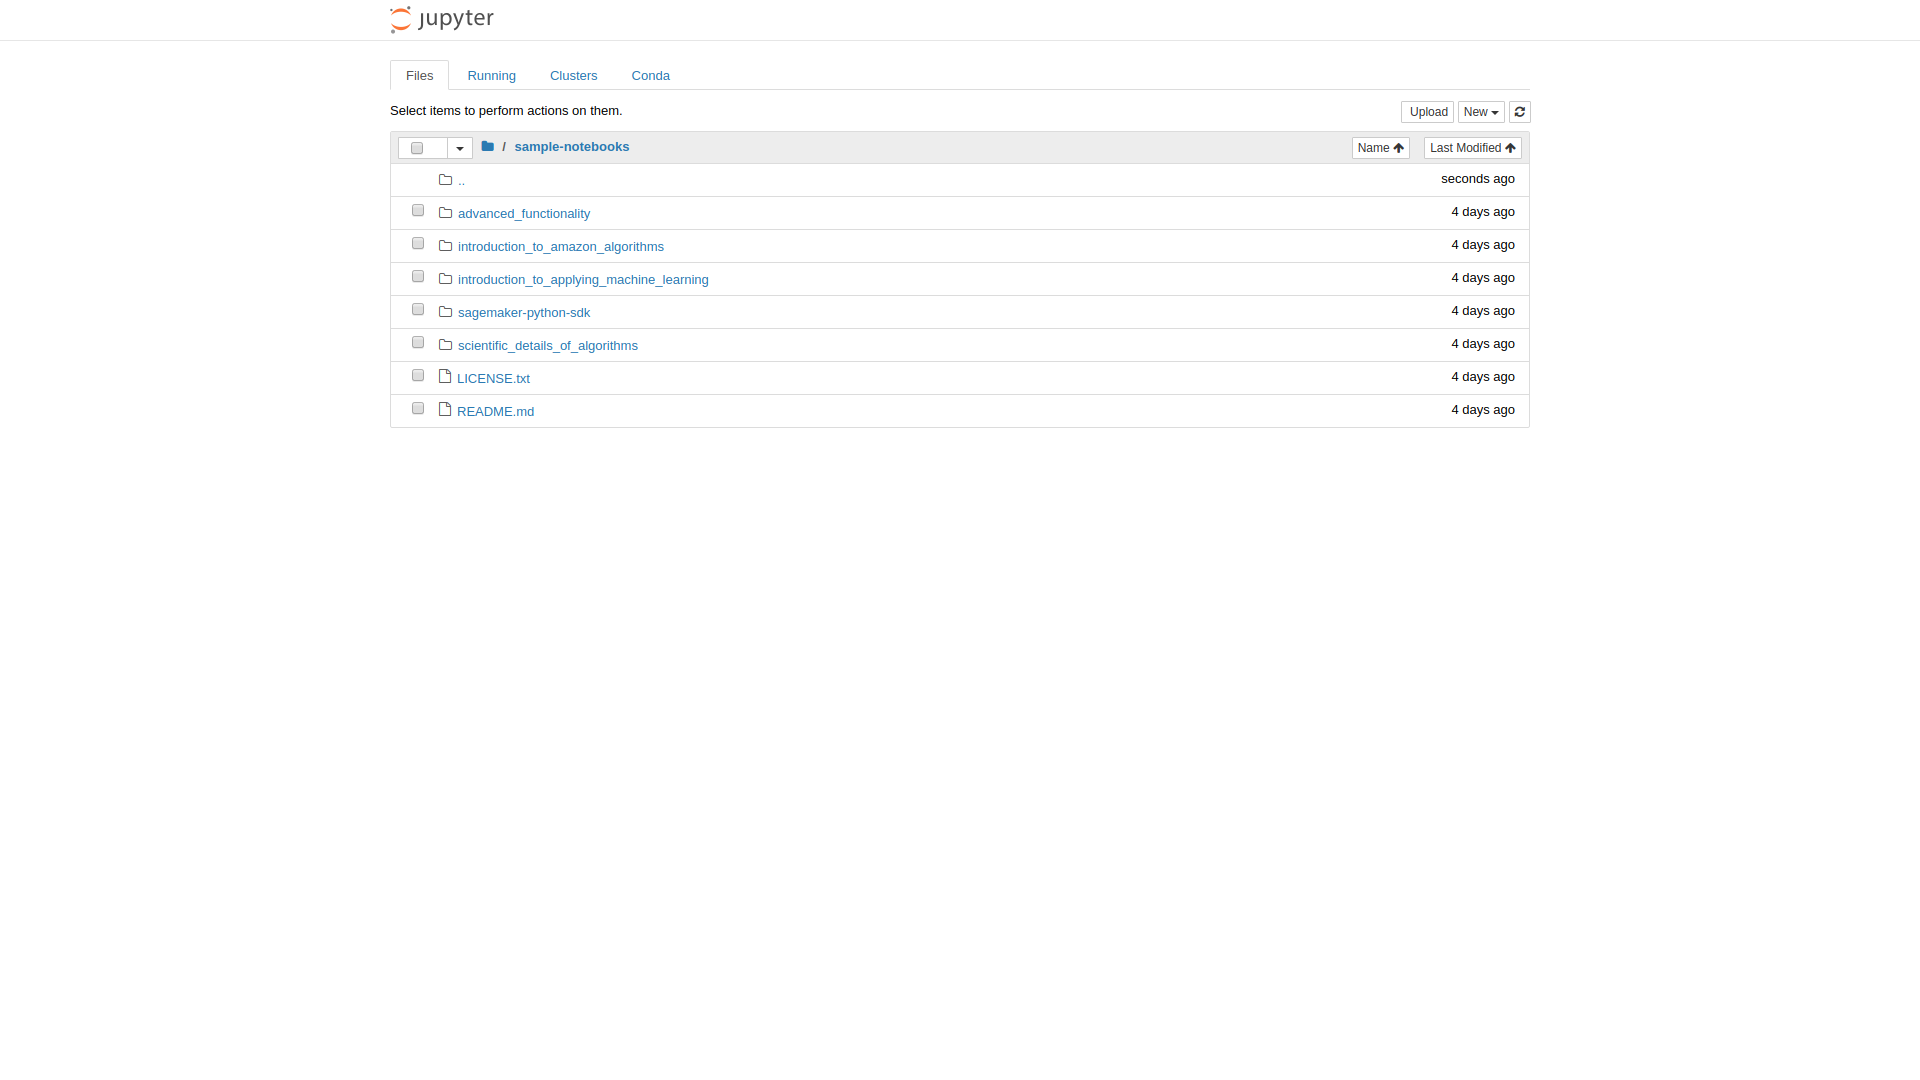 jupyter
Files Running Clusters Conda
Select items to perform actions on them. Upload New
/ sample-notebooks Name Last Modified
.. seconds ago
advanced_functionality 4 days ago
introduction_to_amazon_algorithms 4 days ago
introduction_to_applying_machine_learning 4 days ago
sagemaker-python-sdk 4 days ago
scientific_details_of_algorithms 4 days ago
LICENSE.txt 4 days ago
README.md 4 days ago